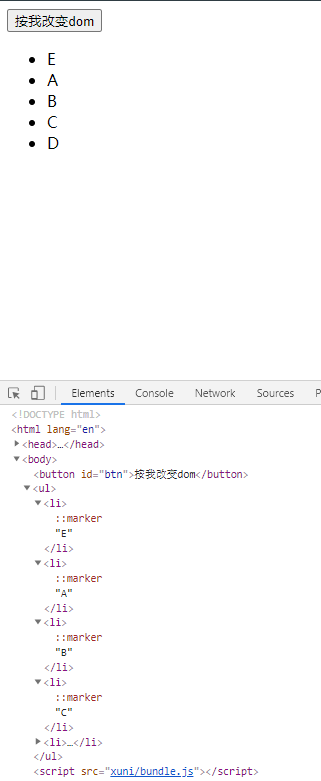 按我改变dom
E
A
B
C
D
Elements Console Network Sources P
<!DOCTYPE html>
<html lang="en">
<head>…</head>
<body>
<button id="btn">按我改变dom</button>
<ul>
<li>
::marker
"E"
</li>
<li>
::marker
"A"
</li>
<li>
::marker
"B"
</li>
<li>
::marker
"C"
</li>
<li>…</li>
</ul>
<script src="xuni/bundle.js"></script>